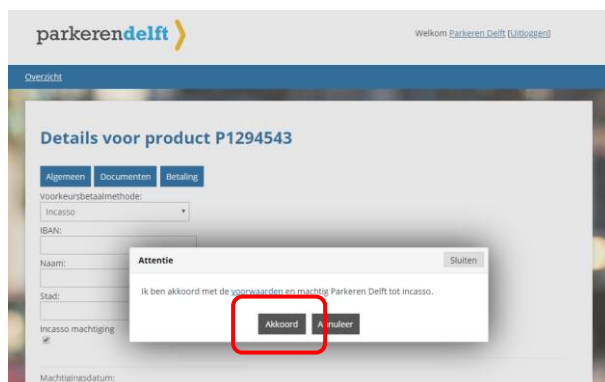 parkerendelft
Welkom Parkeren Delft [Uitloggen]
Overzicht
Details voor product P1294543
Algemeen Documenten Betaling
Voorkeursbetaalmethode:
Incasso
IBAN:
Naam:
Attentie Sluiten
Ik ben akkoord met de voorwaarden en machtig Parkeren Delft tot incasso.
Stad:
Akkoord Annuleer
Incasso machtiging
Machtigingsdatum: